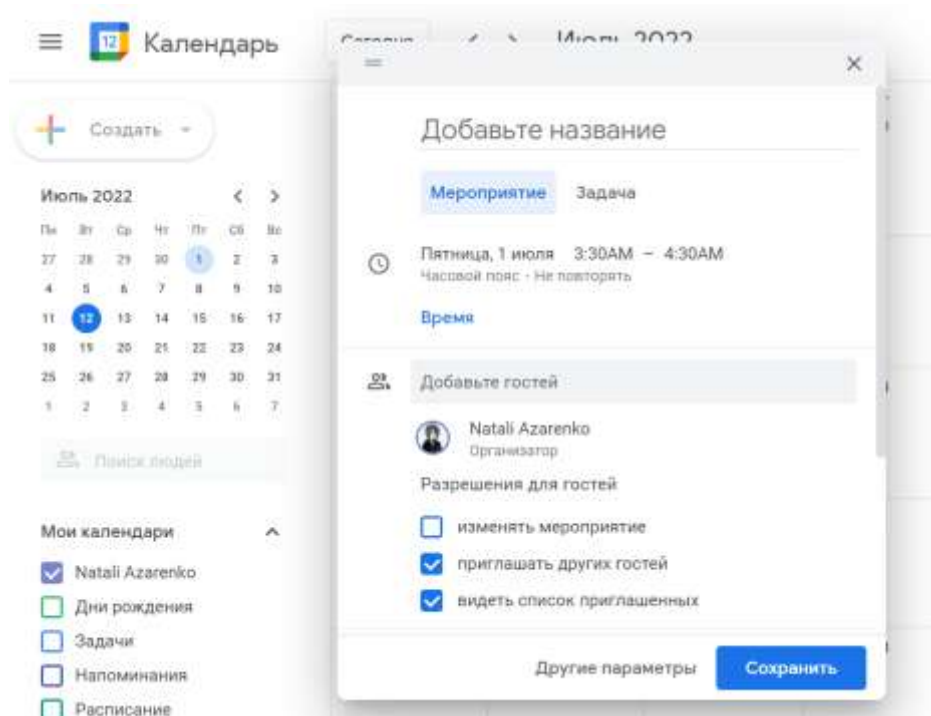 12
Календарь
Июль 2022
×
Создать
Добавьте название
Мероприятие Задача
Июль 2022 < >
Пн Вт Ср Чт Пт Сб Вс
27 28 29 30 1 2 3
4 5 6 7 8 9 10
11 12 13 14 15 16 17
18 19 20 21 22 23 24
25 26 27 28 29 30 31
1 2 3 4 5 6 7
Пятница, 1 июля 3:30AM – 4:30AM
Часовой пояс · Не повторять
Время
Добавьте гостей
Natali Azarenko
Организатор
Поиск людей
Разрешения для гостей
изменять мероприятие
приглашать других гостей
видеть список приглашенных
Мои календари
Natali Azarenko
Дни рождения
Задачи
Напоминания
Расписание
Другие параметры Сохранить